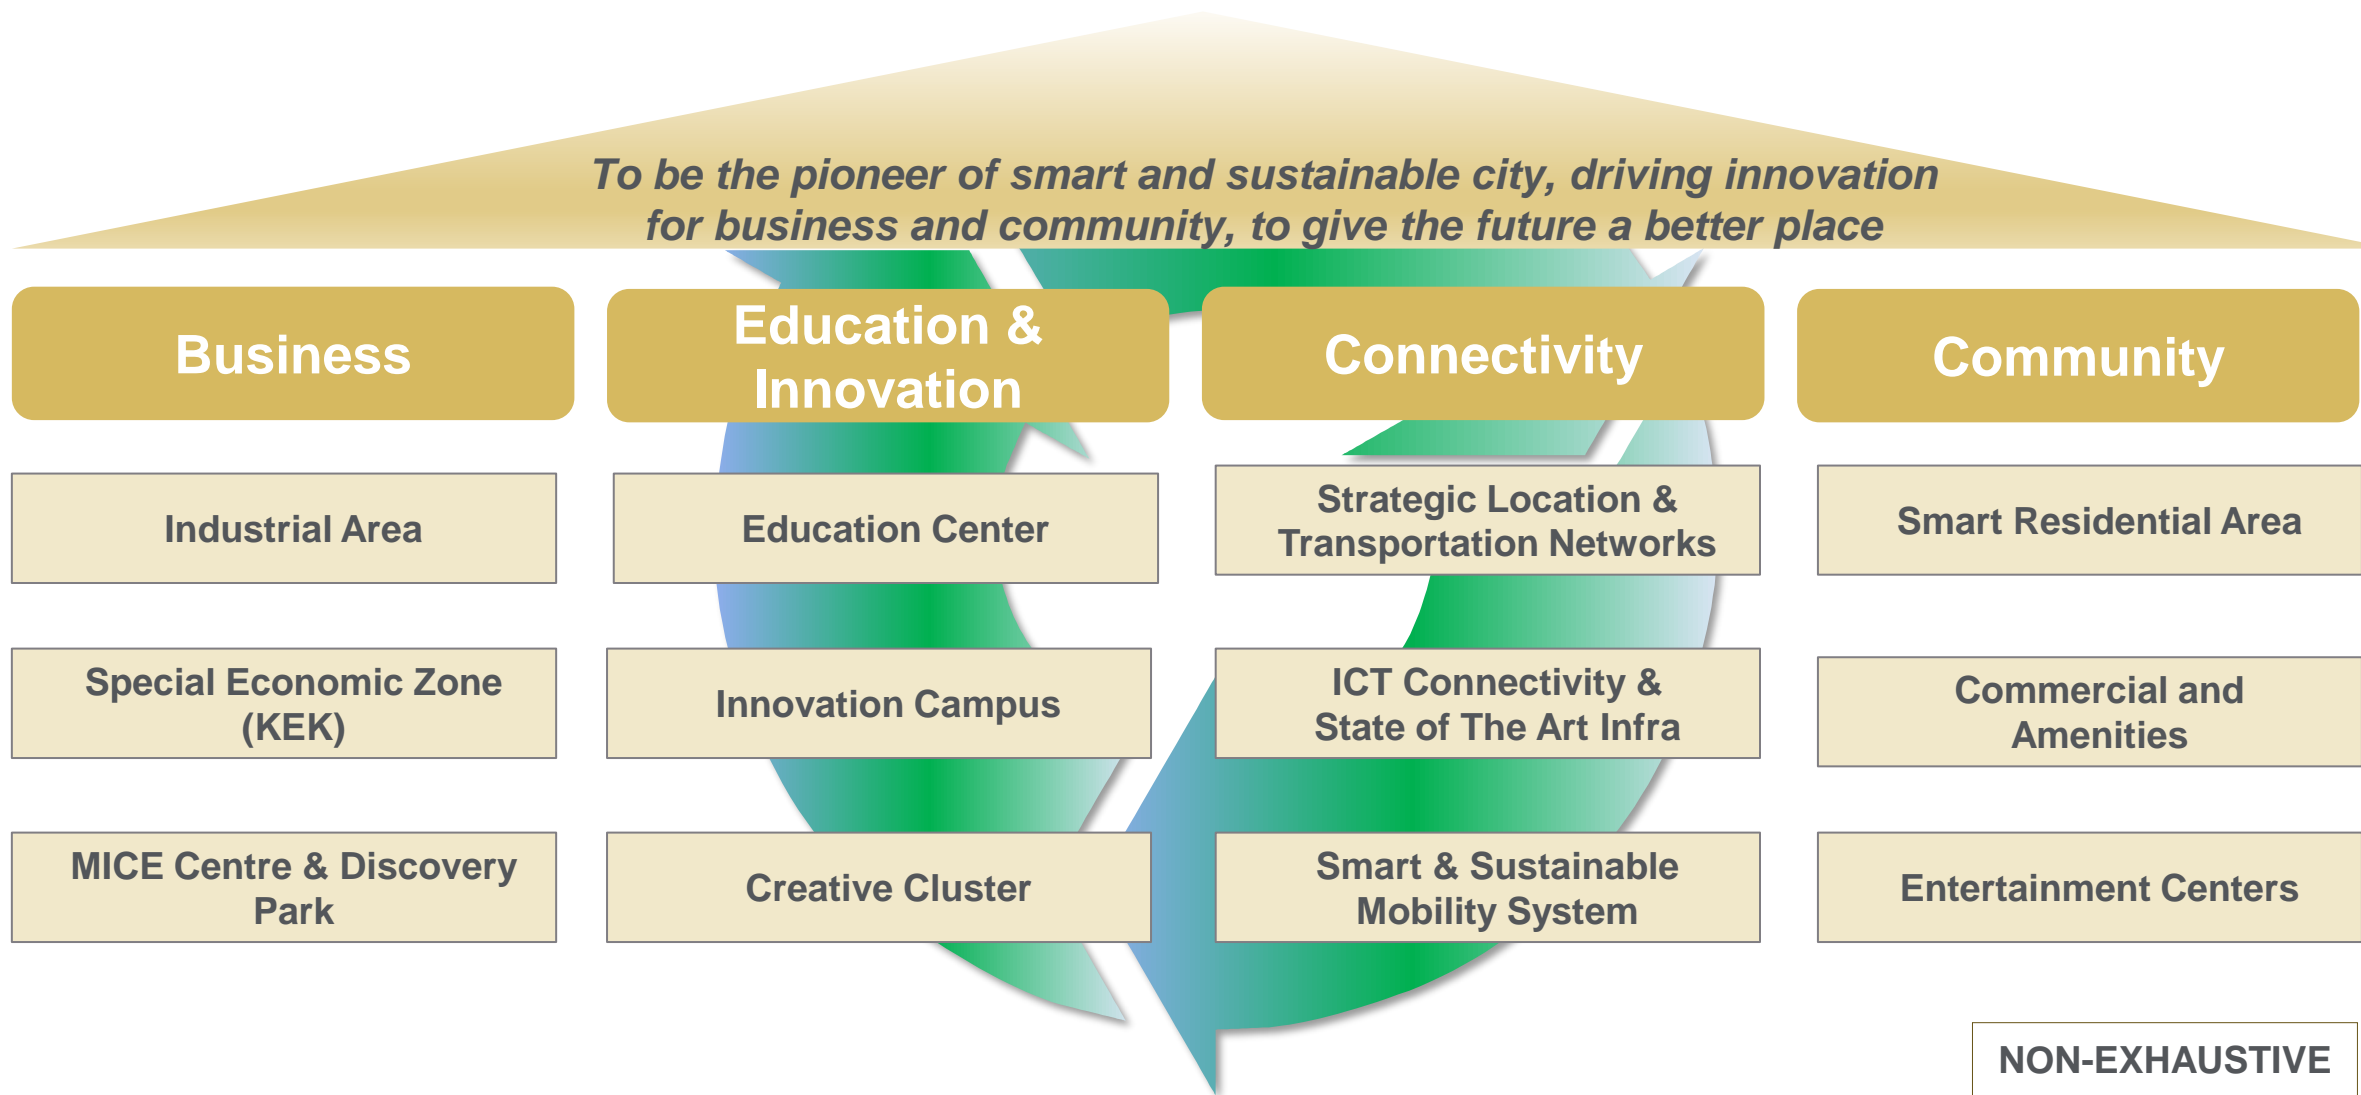 To be the pioneer of smart and sustainable city, driving innovation
for business and community, to give the future a better place
Business
Education &
Innovation
Connectivity
Community
Industrial Area
Education Center
Strategic Location &
Transportation Networks
Smart Residential Area
Special Economic Zone
(KEK)
Innovation Campus
ICT Connectivity &
State of The Art Infra
Commercial and
Amenities
MICE Centre & Discovery
Park
Creative Cluster
Smart & Sustainable
Mobility System
Entertainment Centers
NON-EXHAUSTIVE